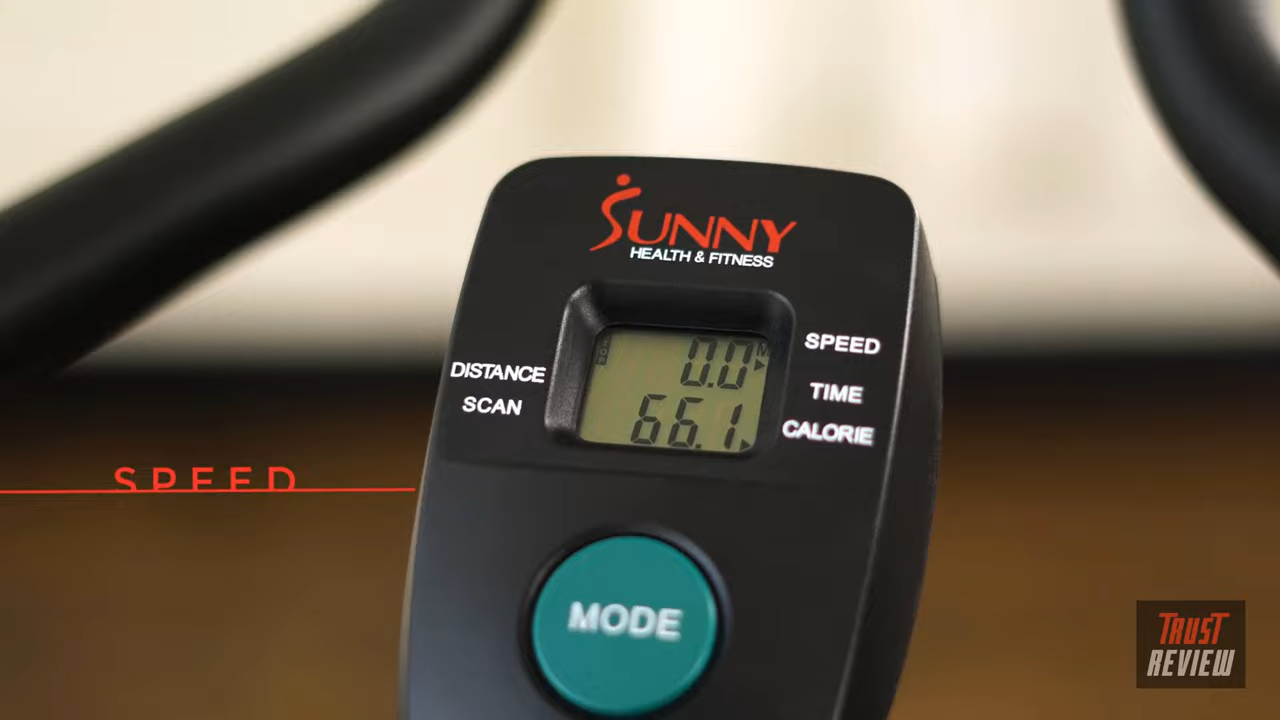 SUNNY
HEALTH & FITNESS
0.0
66.1
DISTANCE
SCAN
SPEED
TIME
CALORIE
SPEED
MODE
TRUST
REVIEW